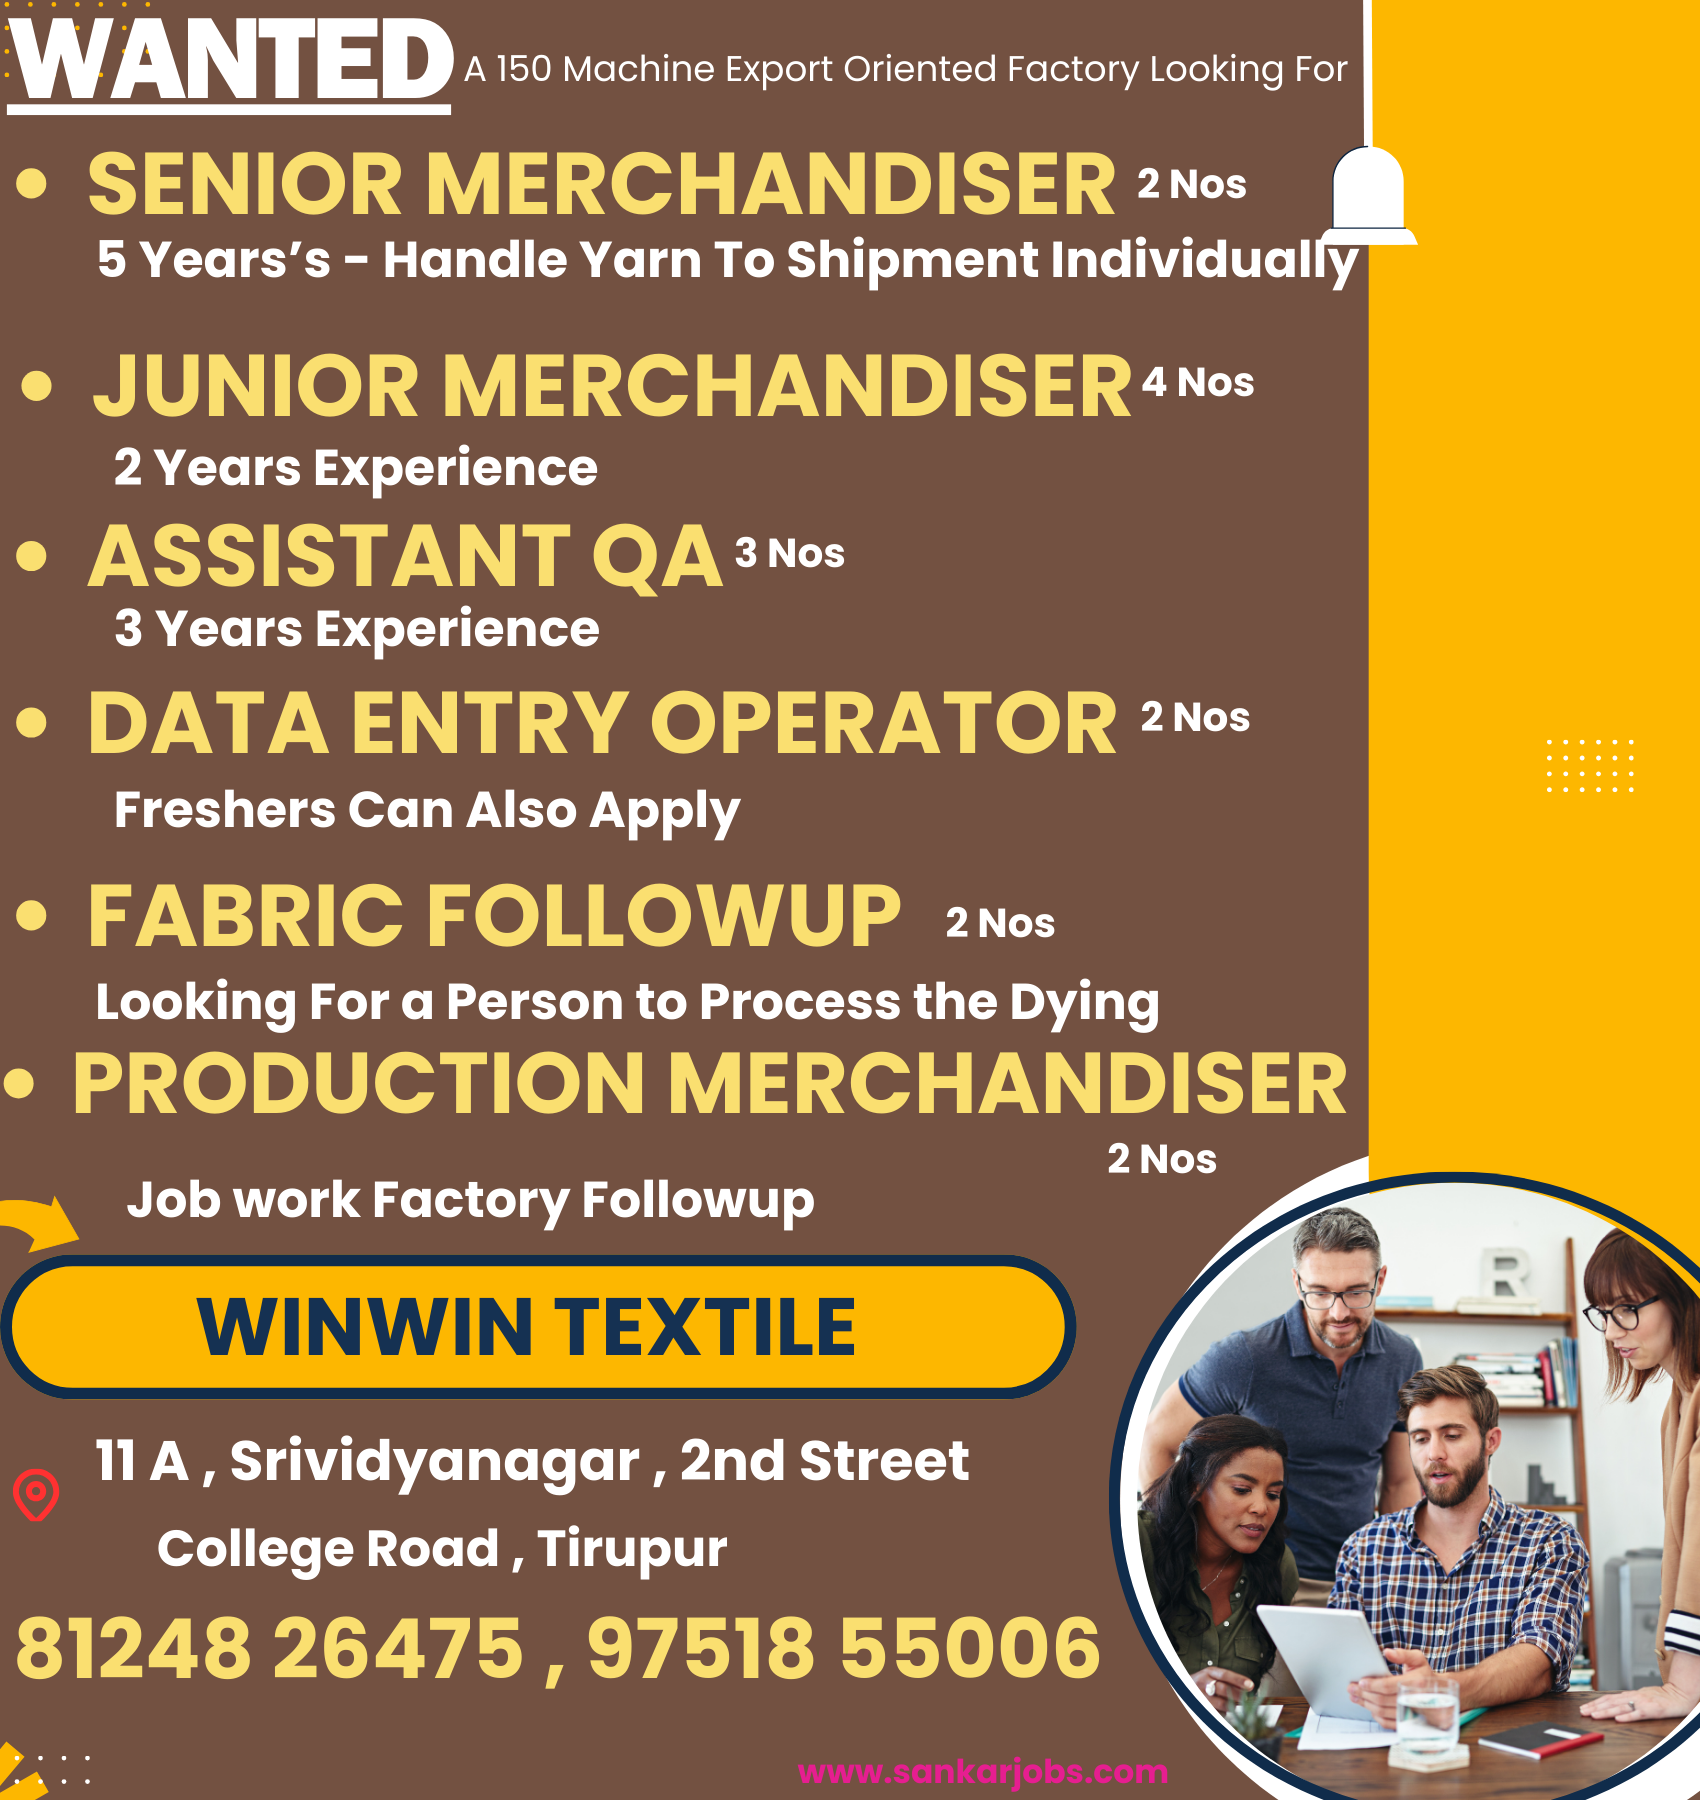 WANTED A 150 Machine Export Oriented Factory Looking For
• SENIOR MERCHANDISER 2 Nos
5 Years’s - Handle Yarn To Shipment Individually
• JUNIOR MERCHANDISER 4 Nos
2 Years Experience
• ASSISTANT QA 3 Nos
3 Years Experience
• DATA ENTRY OPERATOR 2 Nos
Freshers Can Also Apply
• FABRIC FOLLOWUP 2 Nos
Looking For a Person to Process the Dying
• PRODUCTION MERCHANDISER
2 Nos
Job work Factory Followup
WINWIN TEXTILE
11 A , Srividyanagar , 2nd Street
College Road , Tirupur
81248 26475 , 97518 55006
www.sankarjobs.com
R